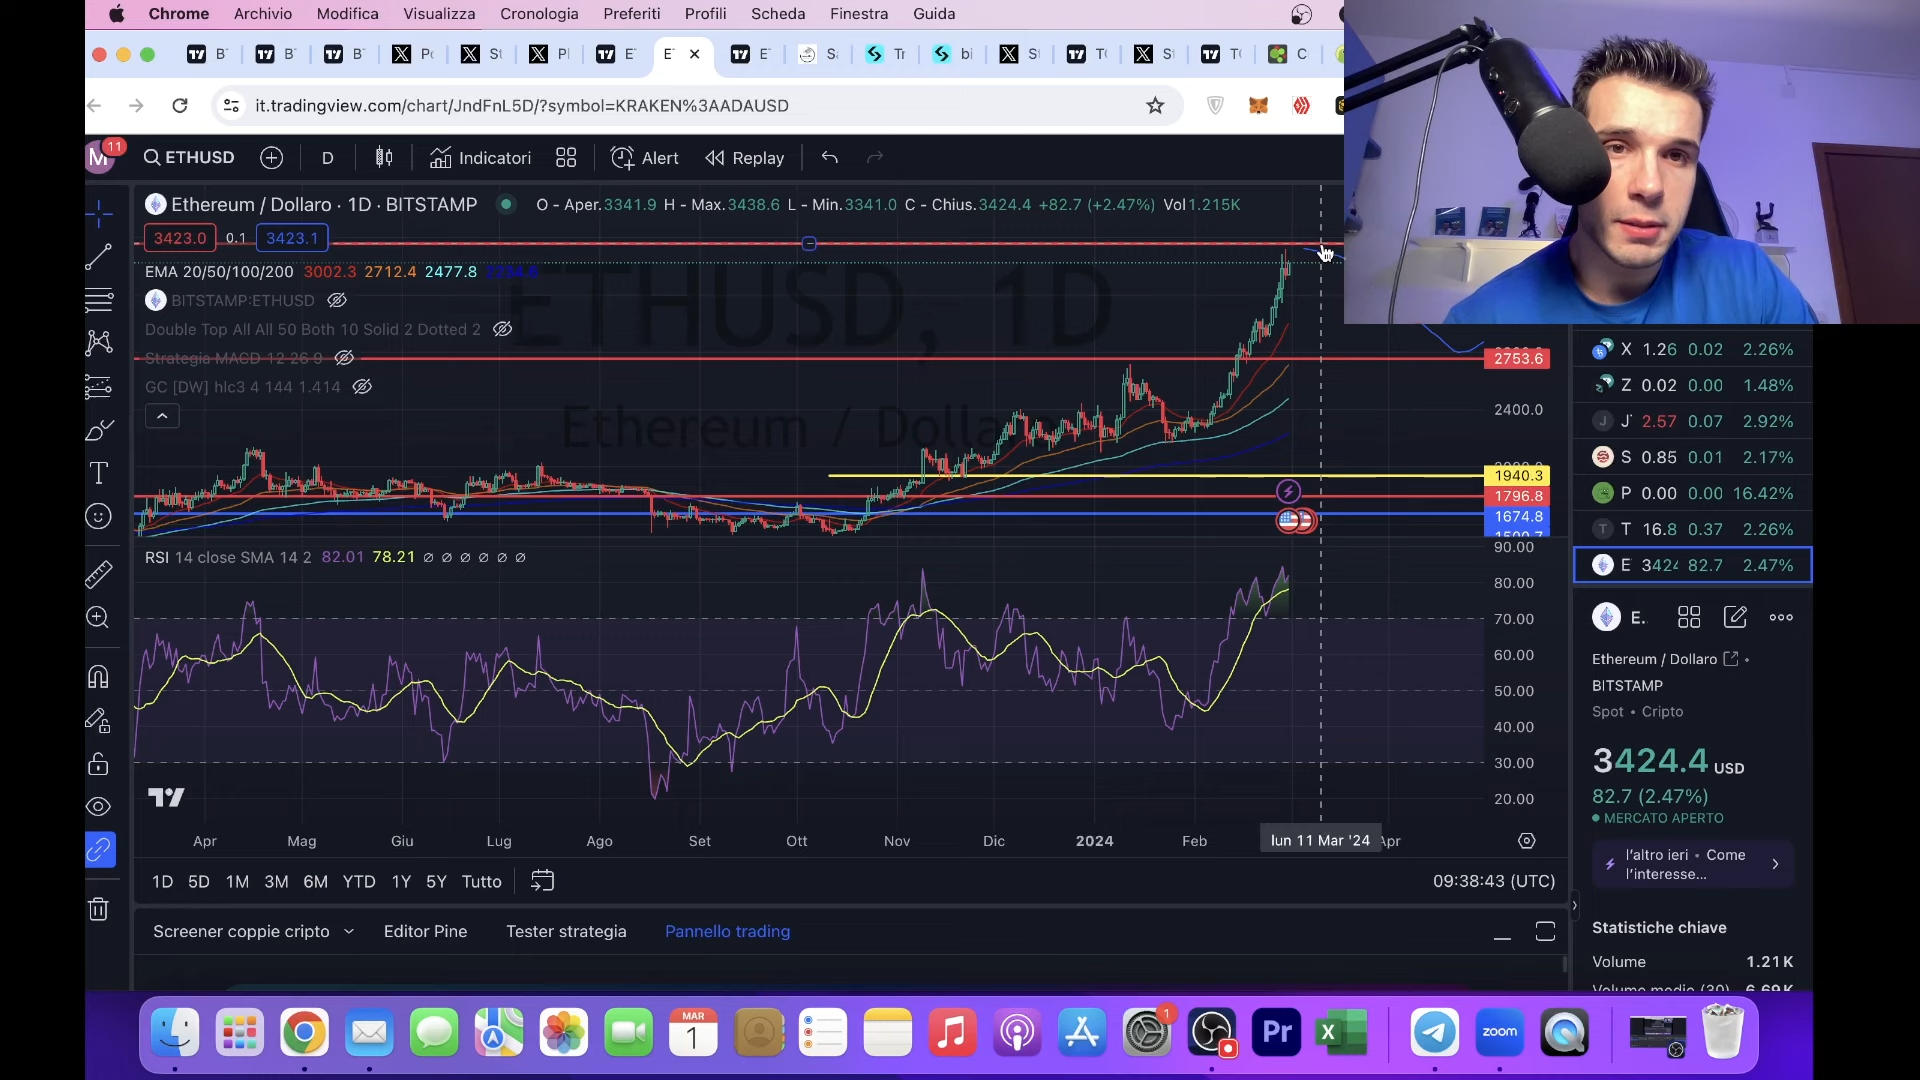 Chrome Archivio Modifica Visualizza Cronologia Preferiti Profili Scheda Finestra Guida
it.tradingview.com/chart/JndFnL5D/?symbol=KRAKEN%3AADAUSD
M 11 ETHUSD D Indicatori Alert Replay
Ethereum / Dollaro · 1D · BITSTAMP O - Aper.3341.9 H - Max.3438.6 L - Min.3341.0 C - Chius.3424.4 +82.7 (+2.47%) Vol1.215K
3423.0 0.1 3423.1
EMA 20/50/100/200 3002.3 2712.4 2477.8
BITSTAMP:ETHUSD
Double Top All All 50 Both 10 Solid 2 Dotted 2
Strategia MACD 12 26 9
GC [DW] hlc3 4 144 1.414
ETHUSD, 1D
Ethereum / Dolla
2753.6
2400.0
1940.3
1796.8
1674.8
RSI 14 close SMA 14 2 82.01 78.21 ∅ ∅ ∅ ∅ ∅ ∅
90.00
80.00
70.00
60.00
50.00
40.00
30.00
20.00
Apr Mag Giu Lug Ago Set Ott Nov Dic 2024 Feb lun 11 Mar '24 Apr
1D 5D 1M 3M 6M YTD 1Y 5Y Tutto
09:38:43 (UTC)
Screener coppie cripto Editor Pine Tester strategia Pannello trading
X 1.26 0.02 2.26%
Z 0.02 0.00 1.48%
J 2.57 0.07 2.92%
S 0.85 0.01 2.17%
P 0.00 0.00 16.42%
T 16.8 0.37 2.26%
E 3424 82.7 2.47%
E.
Ethereum / Dollaro •
BITSTAMP
Spot • Cripto
3424.4 USD
82.7 (2.47%)
MERCATO APERTO
l'altro ieri • Come
l'interesse...
Statistiche chiave
Volume 1.21K
Volume medio (30) 6.69K
MAR
1
1
Pr
zoom